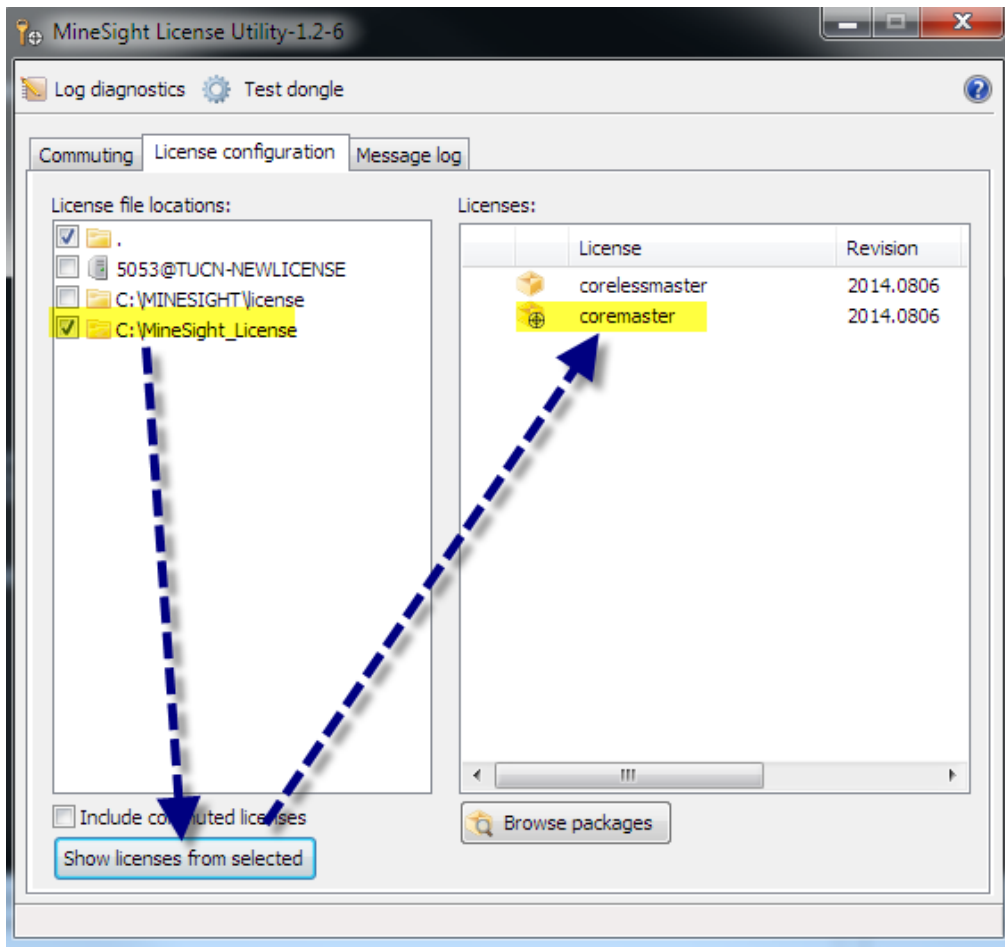 MineSight License Utility-1.2-6
Log diagnostics Test dongle
Commuting License configuration Message log
License file locations:
.
5053@TUCN-NEWLICENSE
C:\MINESIGHT\license
C:\MineSight_License
Include commuted licenses
Show licenses from selected
Licenses:
License Revision
corelessmaster 2014.0806
coremaster 2014.0806
Browse packages